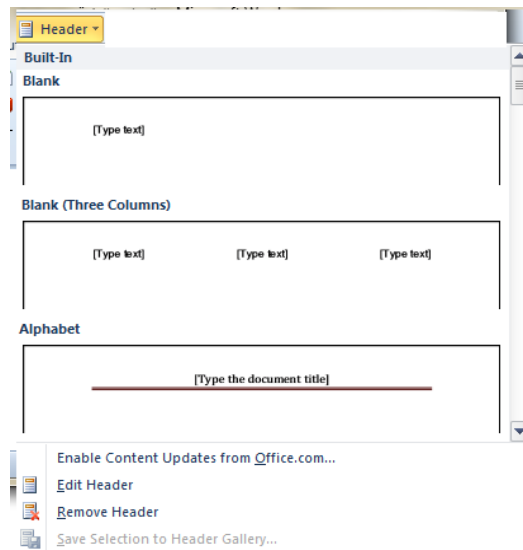 Header
Built-In
Blank
[Type text]
Blank (Three Columns)
[Type text] [Type text] [Type text]
Alphabet
[Type the document title]
Enable Content Updates from Office.com...
Edit Header
Remove Header
Save Selection to Header Gallery...